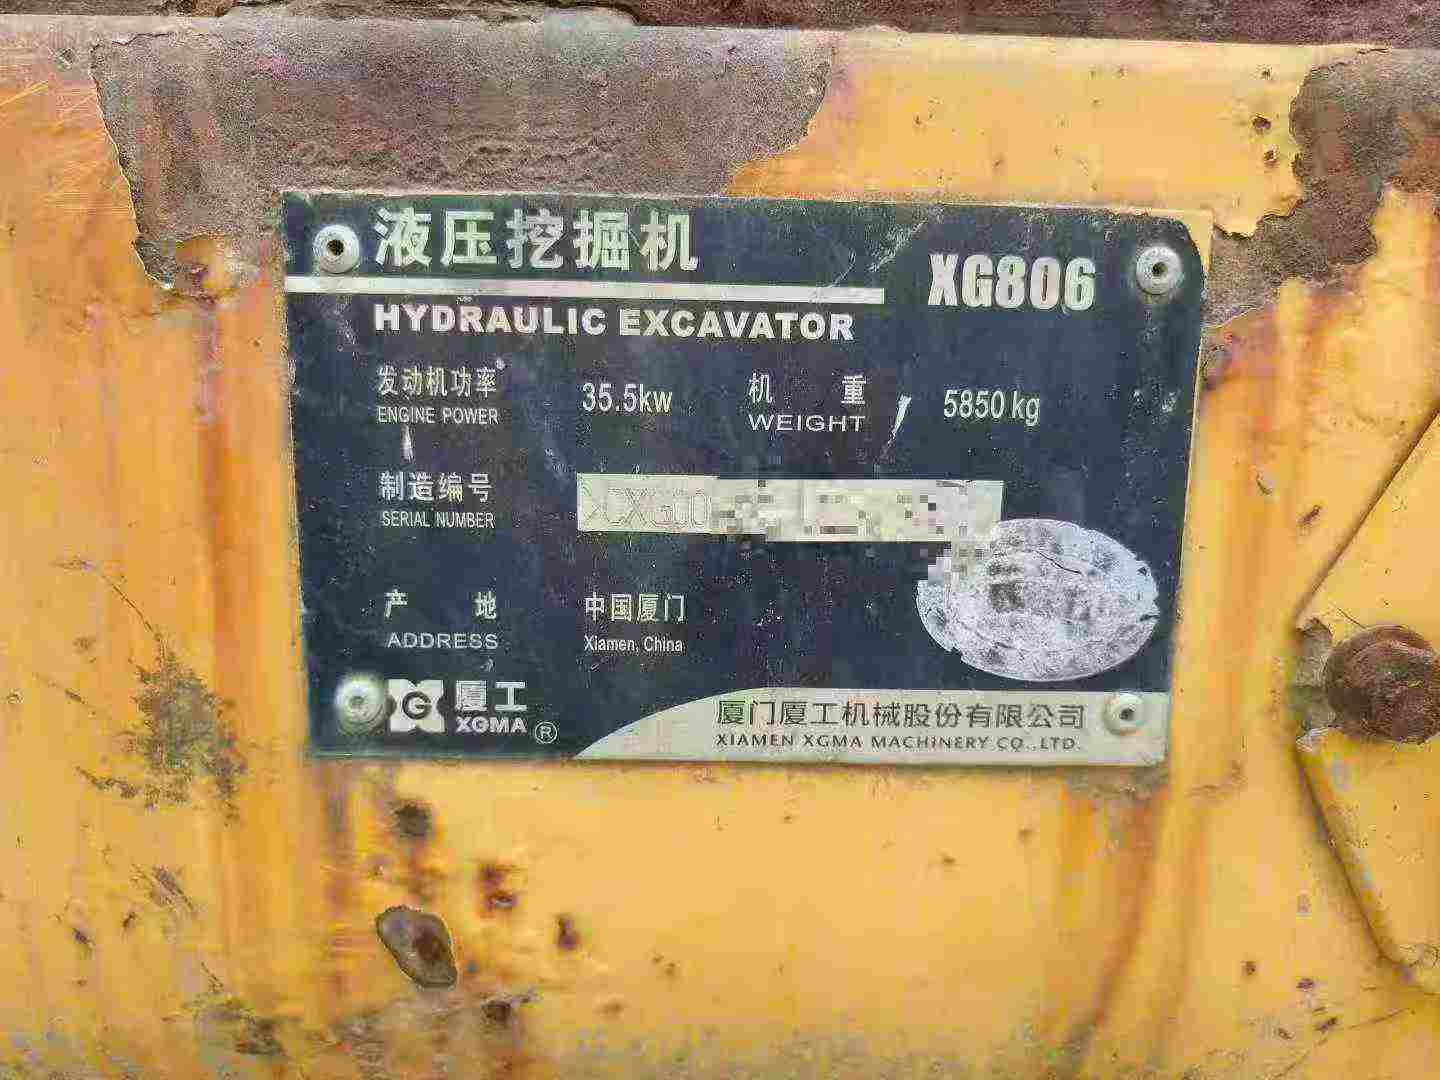 液压挖掘机
XG806
HYDRAULIC EXCAVATOR
发动机功率 35.5kw 机 重 5850 kg
ENGINE POWER WEIGHT
制造编号
SERIAL NUMBER
产 地 中国厦门
ADDRESS Xiamen, China
G 厦工
XGMA ®
厦门厦工机械股份有限公司
XIAMEN XGMA MACHINERY CO.,LTD.